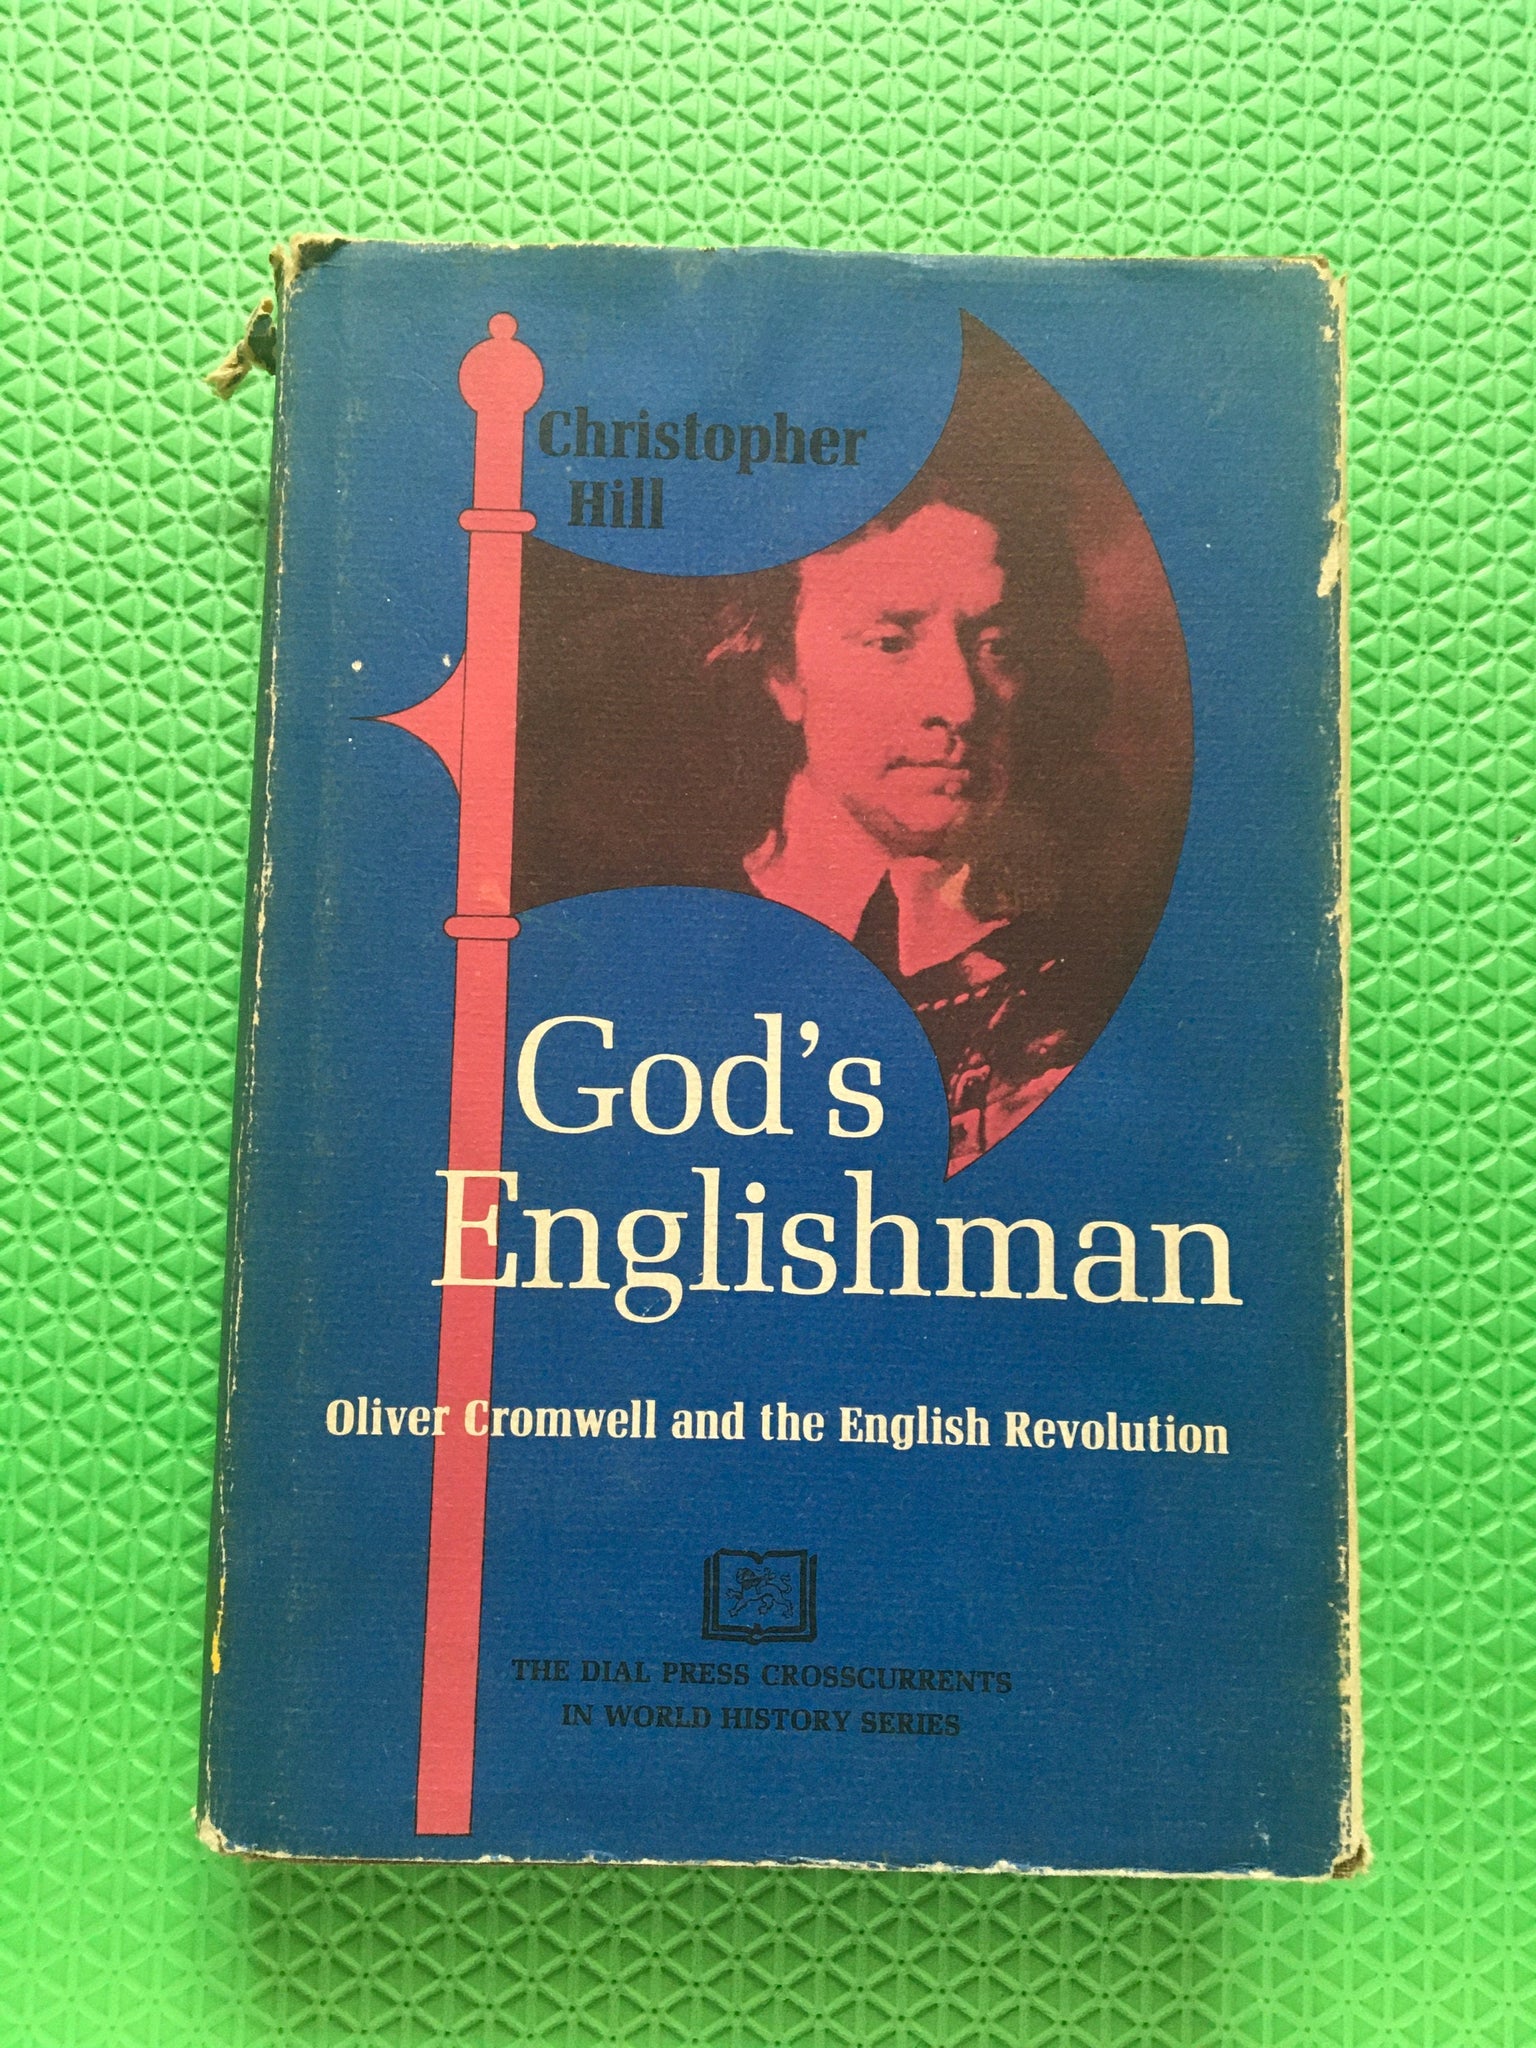 Christopher
Hill
God's
Englishman
Oliver Cromwell and the English Revolution
THE DIAL PRESS CROSSCURRENTS
IN WORLD HISTORY SERIES